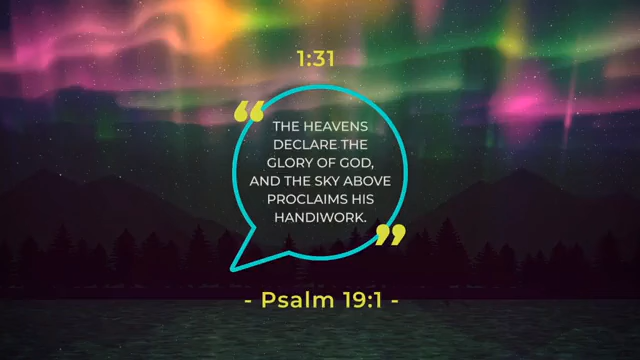 1:31
“
THE HEAVENS
DECLARE THE
GLORY OF GOD,
AND THE SKY ABOVE
PROCLAIMS HIS
HANDIWORK.
”
- Psalm 19:1 -